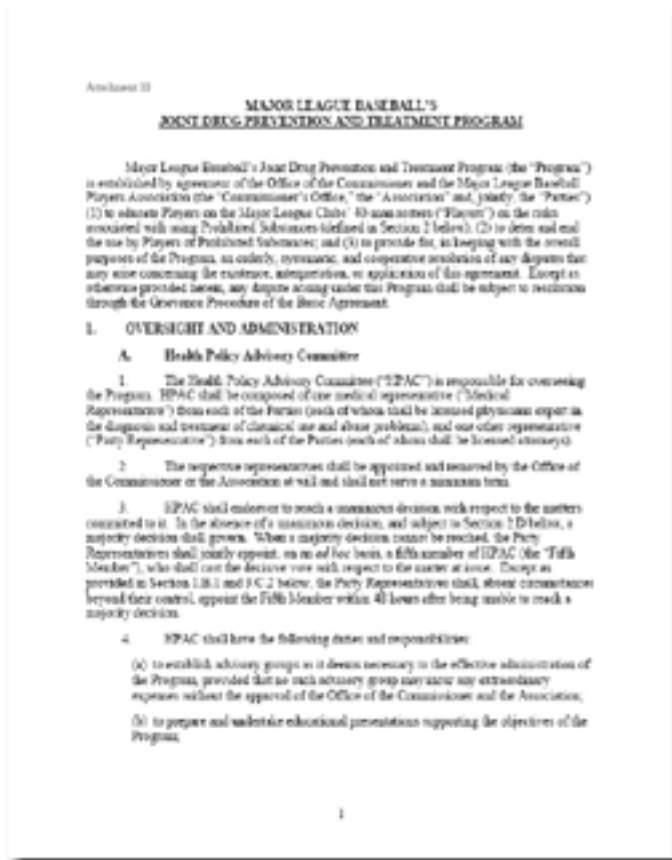 Attachment 18
MAJOR LEAGUE BASEBALL'S
JOINT DRUG PREVENTION AND TREATMENT PROGRAM
Major League Baseball's Joint Drug Prevention and Treatment Program (the "Program")
is established by agreement of the Office of the Commissioner and the Major League Baseball
Players Association (the "Commissioner's Office," the "Association" and, jointly, the "Parties")
(1) to educate Players on the Major League Clubs' 40-man rosters ("Players") on the risks
associated with using Prohibited Substances (defined in Section 2 below); (2) to deter and end
the use by Players of Prohibited Substances; and (3) to provide for, in keeping with the overall
purposes of the Program, an orderly, systematic, and cooperative resolution of any disputes that
may arise concerning the existence, interpretation, or application of this agreement. Except as
otherwise provided herein, any dispute arising under this Program shall be subject to resolution
through the Grievance Procedure of the Basic Agreement.
1. OVERSIGHT AND ADMINISTRATION
A. Health Policy Advisory Committee
1. The Health Policy Advisory Committee ("HPAC") is responsible for overseeing
the Program. HPAC shall be composed of one medical representative ("Medical
Representative") from each of the Parties (each of whom shall be licensed physicians expert in
the diagnosis and treatment of chemical use and abuse problems), and one other representative
("Party Representative") from each of the Parties (each of whom shall be licensed attorneys).
2. The respective representatives shall be appointed and removed by the Office of
the Commissioner or the Association at will and shall not serve a minimum term.
3. HPAC shall endeavor to reach a unanimous decision with respect to the matters
committed to it. In the absence of a unanimous decision, and subject to Section 2.D below, a
majority decision shall govern. When a majority decision cannot be reached, the Party
Representatives shall jointly appoint, on an ad hoc basis, a fifth member of HPAC (the "Fifth
Member"), who shall cast the decisive vote with respect to the matter at issue. Except as
provided in Section 3.B.1 and 3.C.2 below, the Party Representatives shall, absent circumstances
beyond their control, appoint the Fifth Member within 48 hours after being unable to reach a
majority decision.
4. HPAC shall have the following duties and responsibilities:
(a) to establish advisory groups as it deems necessary to the effective administration of
the Program, provided that no such advisory group may incur any extraordinary
expenses without the approval of the Office of the Commissioner and the Association;
(b) to prepare and undertake educational presentations supporting the objectives of the
Program;
1